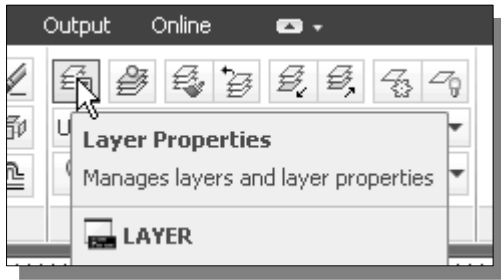 Output Online
U
Layer Properties
Manages layers and layer properties
LAYER